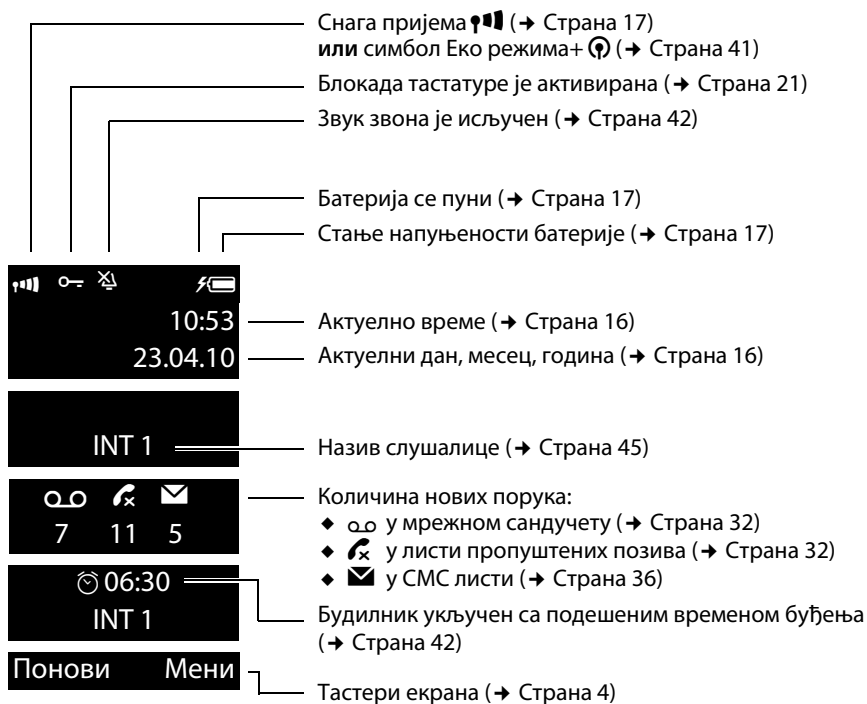 Снага пријема (➔ Страна 17)
или симбол Еко режима+ (➔ Страна 41)
Блокада тастатуре је активирана (➔ Страна 21)
Звук звона је исључен (➔ Страна 42)
Батерија се пуни (➔ Страна 17)
Стање напуњености батерије (➔ Страна 17)
10:53
Актуелно време (➔ Страна 16)
23.04.10
Актуелни дан, месец, година (➔ Страна 16)
INT 1
Назив слушалице (➔ Страна 45)
Количина нових порука:
7 11 5
◆ у мрежном сандучету (➔ Страна 32)
◆ у листи пропуштених позива (➔ Страна 32)
◆ у СМС листи (➔ Страна 36)
06:30
INT 1
Будилник укључен са подешеним временом буђења
(➔ Страна 42)
Понови Мени
Тастери екрана (➔ Страна 4)